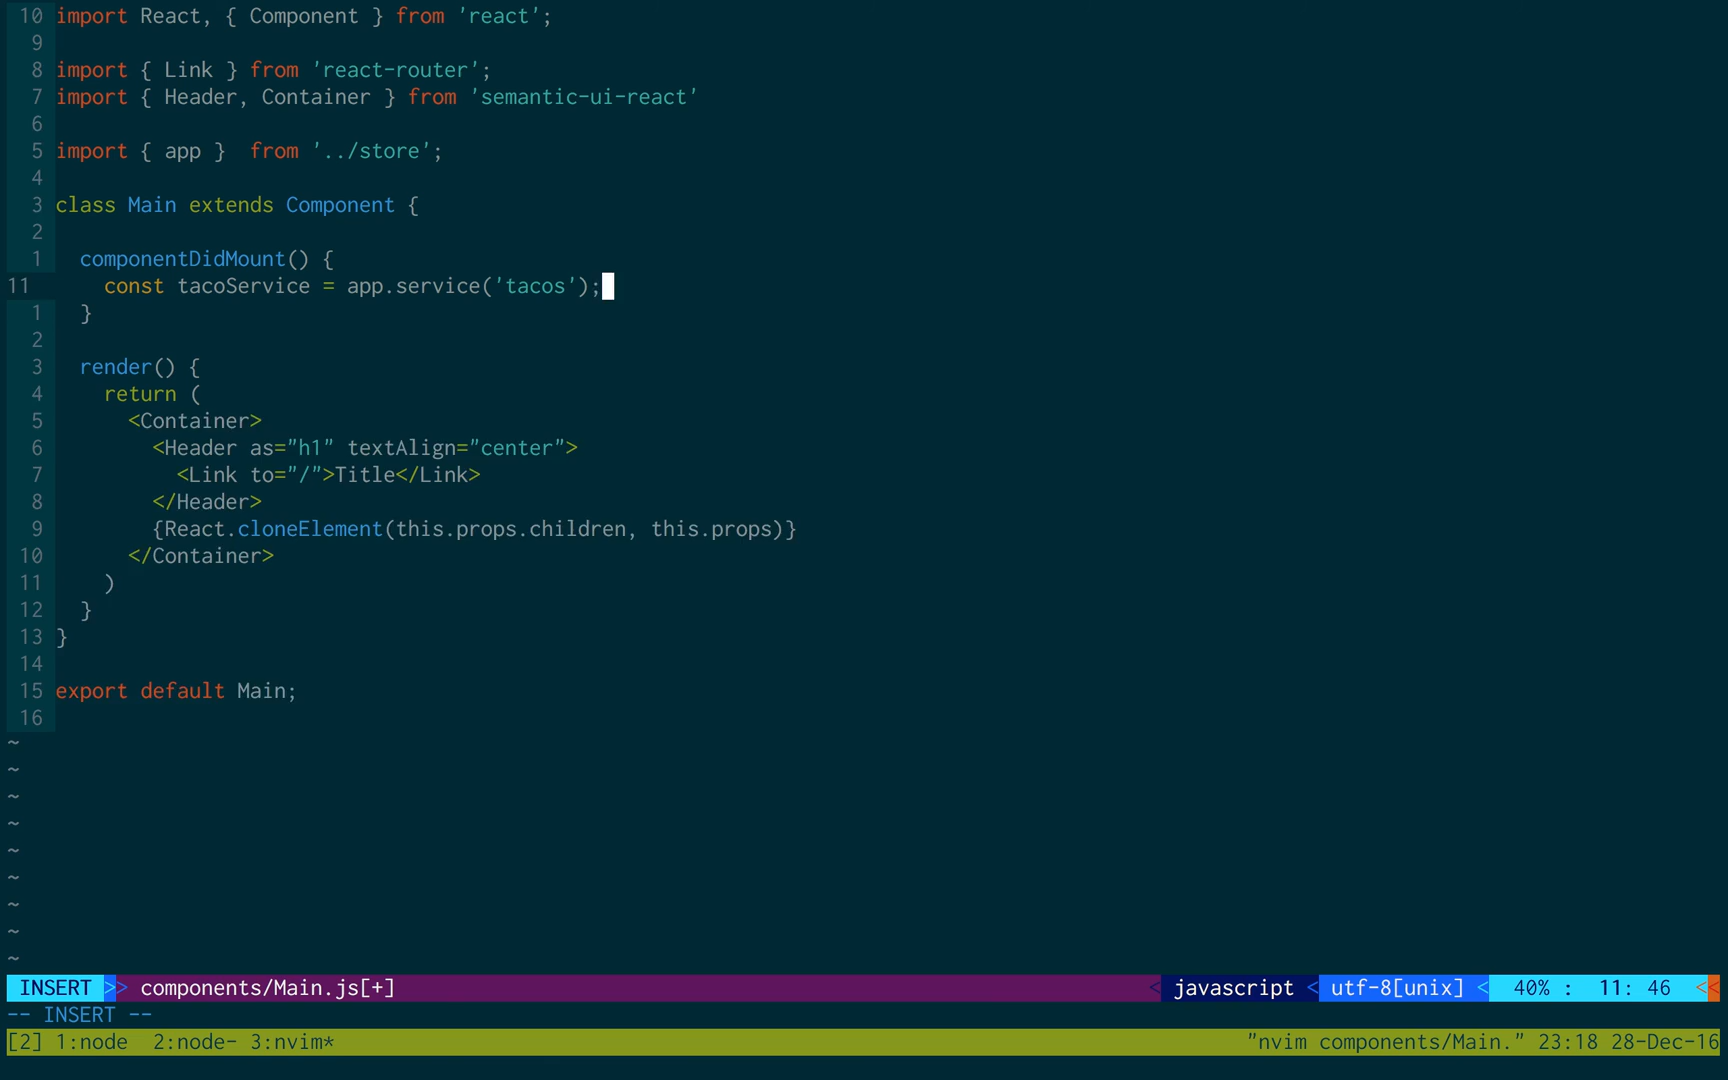 10 import React, { Component } from 'react';
9
8 import { Link } from 'react-router';
7 import { Header, Container } from 'semantic-ui-react'
6
5 import { app }  from '../store';
4
3 class Main extends Component {
2
1   componentDidMount() {
11     const tacoService = app.service('tacos');
1   }
2
3   render() {
4     return (
5       <Container>
6         <Header as="h1" textAlign="center">
7           <Link to="/">Title</Link>
8         </Header>
9         {React.cloneElement(this.props.children, this.props)}
10       </Container>
11     )
12   }
13 }
14
15 export default Main;
16
~
~
~
~
~
~
~
~
~
INSERT >> components/Main.js[+] < javascript < utf-8[unix] < 40% : 11: 46 <<
-- INSERT --
[2] 1:node  2:node- 3:nvim* "nvim components/Main." 23:18 28-Dec-16